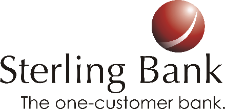 Sterling Bank
The one-customer bank.